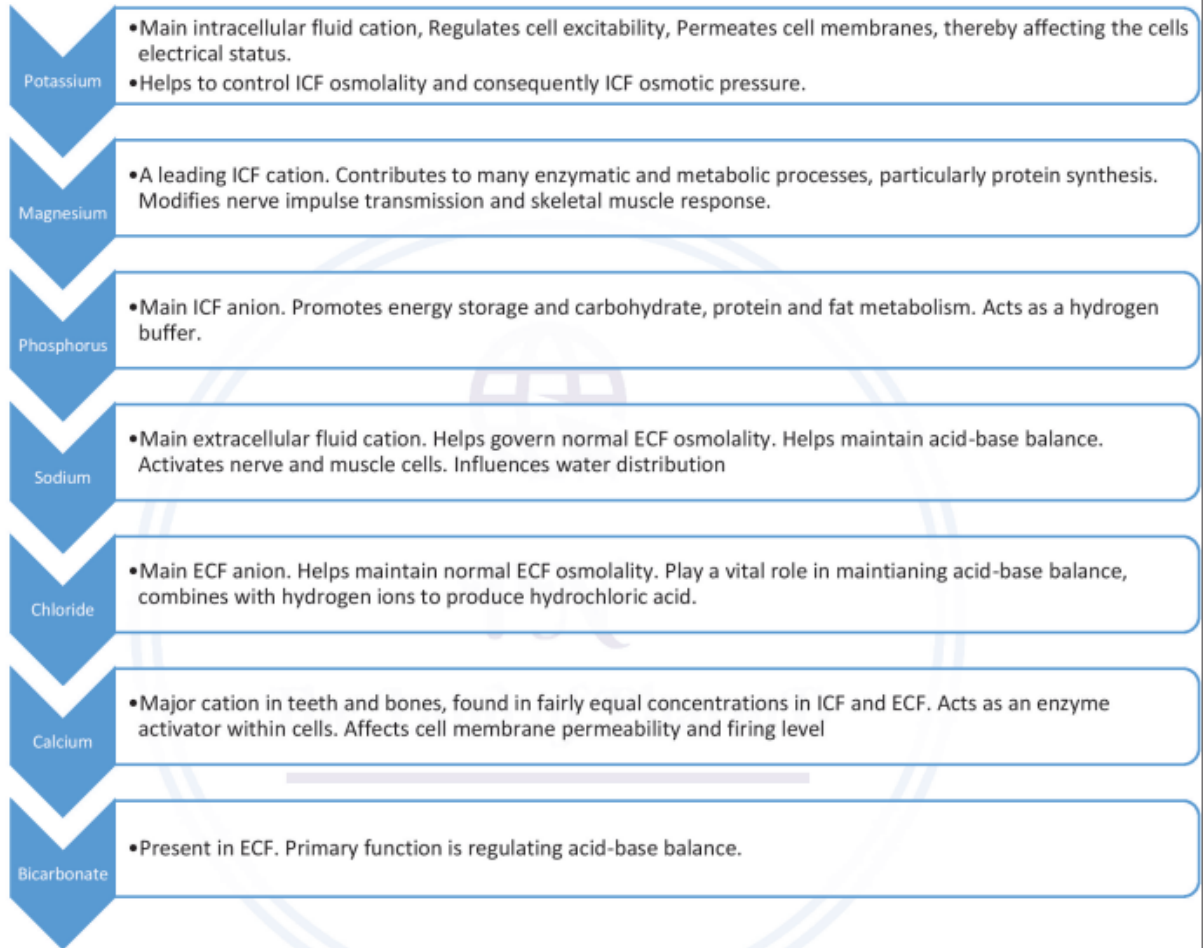 Potassium
•Main intracellular fluid cation, Regulates cell excitability, Permeates cell membranes, thereby affecting the cells
electrical status.
•Helps to control ICF osmolality and consequently ICF osmotic pressure.
Magnesium
•A leading ICF cation. Contributes to many enzymatic and metabolic processes, particularly protein synthesis.
Modifies nerve impulse transmission and skeletal muscle response.
Phosphorus
•Main ICF anion. Promotes energy storage and carbohydrate, protein and fat metabolism. Acts as a hydrogen
buffer.
Sodium
•Main extracellular fluid cation. Helps govern normal ECF osmolality. Helps maintain acid-base balance.
Activates nerve and muscle cells. Influences water distribution
Chloride
•Main ECF anion. Helps maintain normal ECF osmolality. Play a vital role in maintianing acid-base balance,
combines with hydrogen ions to produce hydrochloric acid.
Calcium
•Major cation in teeth and bones, found in fairly equal concentrations in ICF and ECF. Acts as an enzyme
activator within cells. Affects cell membrane permeability and firing level
Bicarbonate
•Present in ECF. Primary function is regulating acid-base balance.